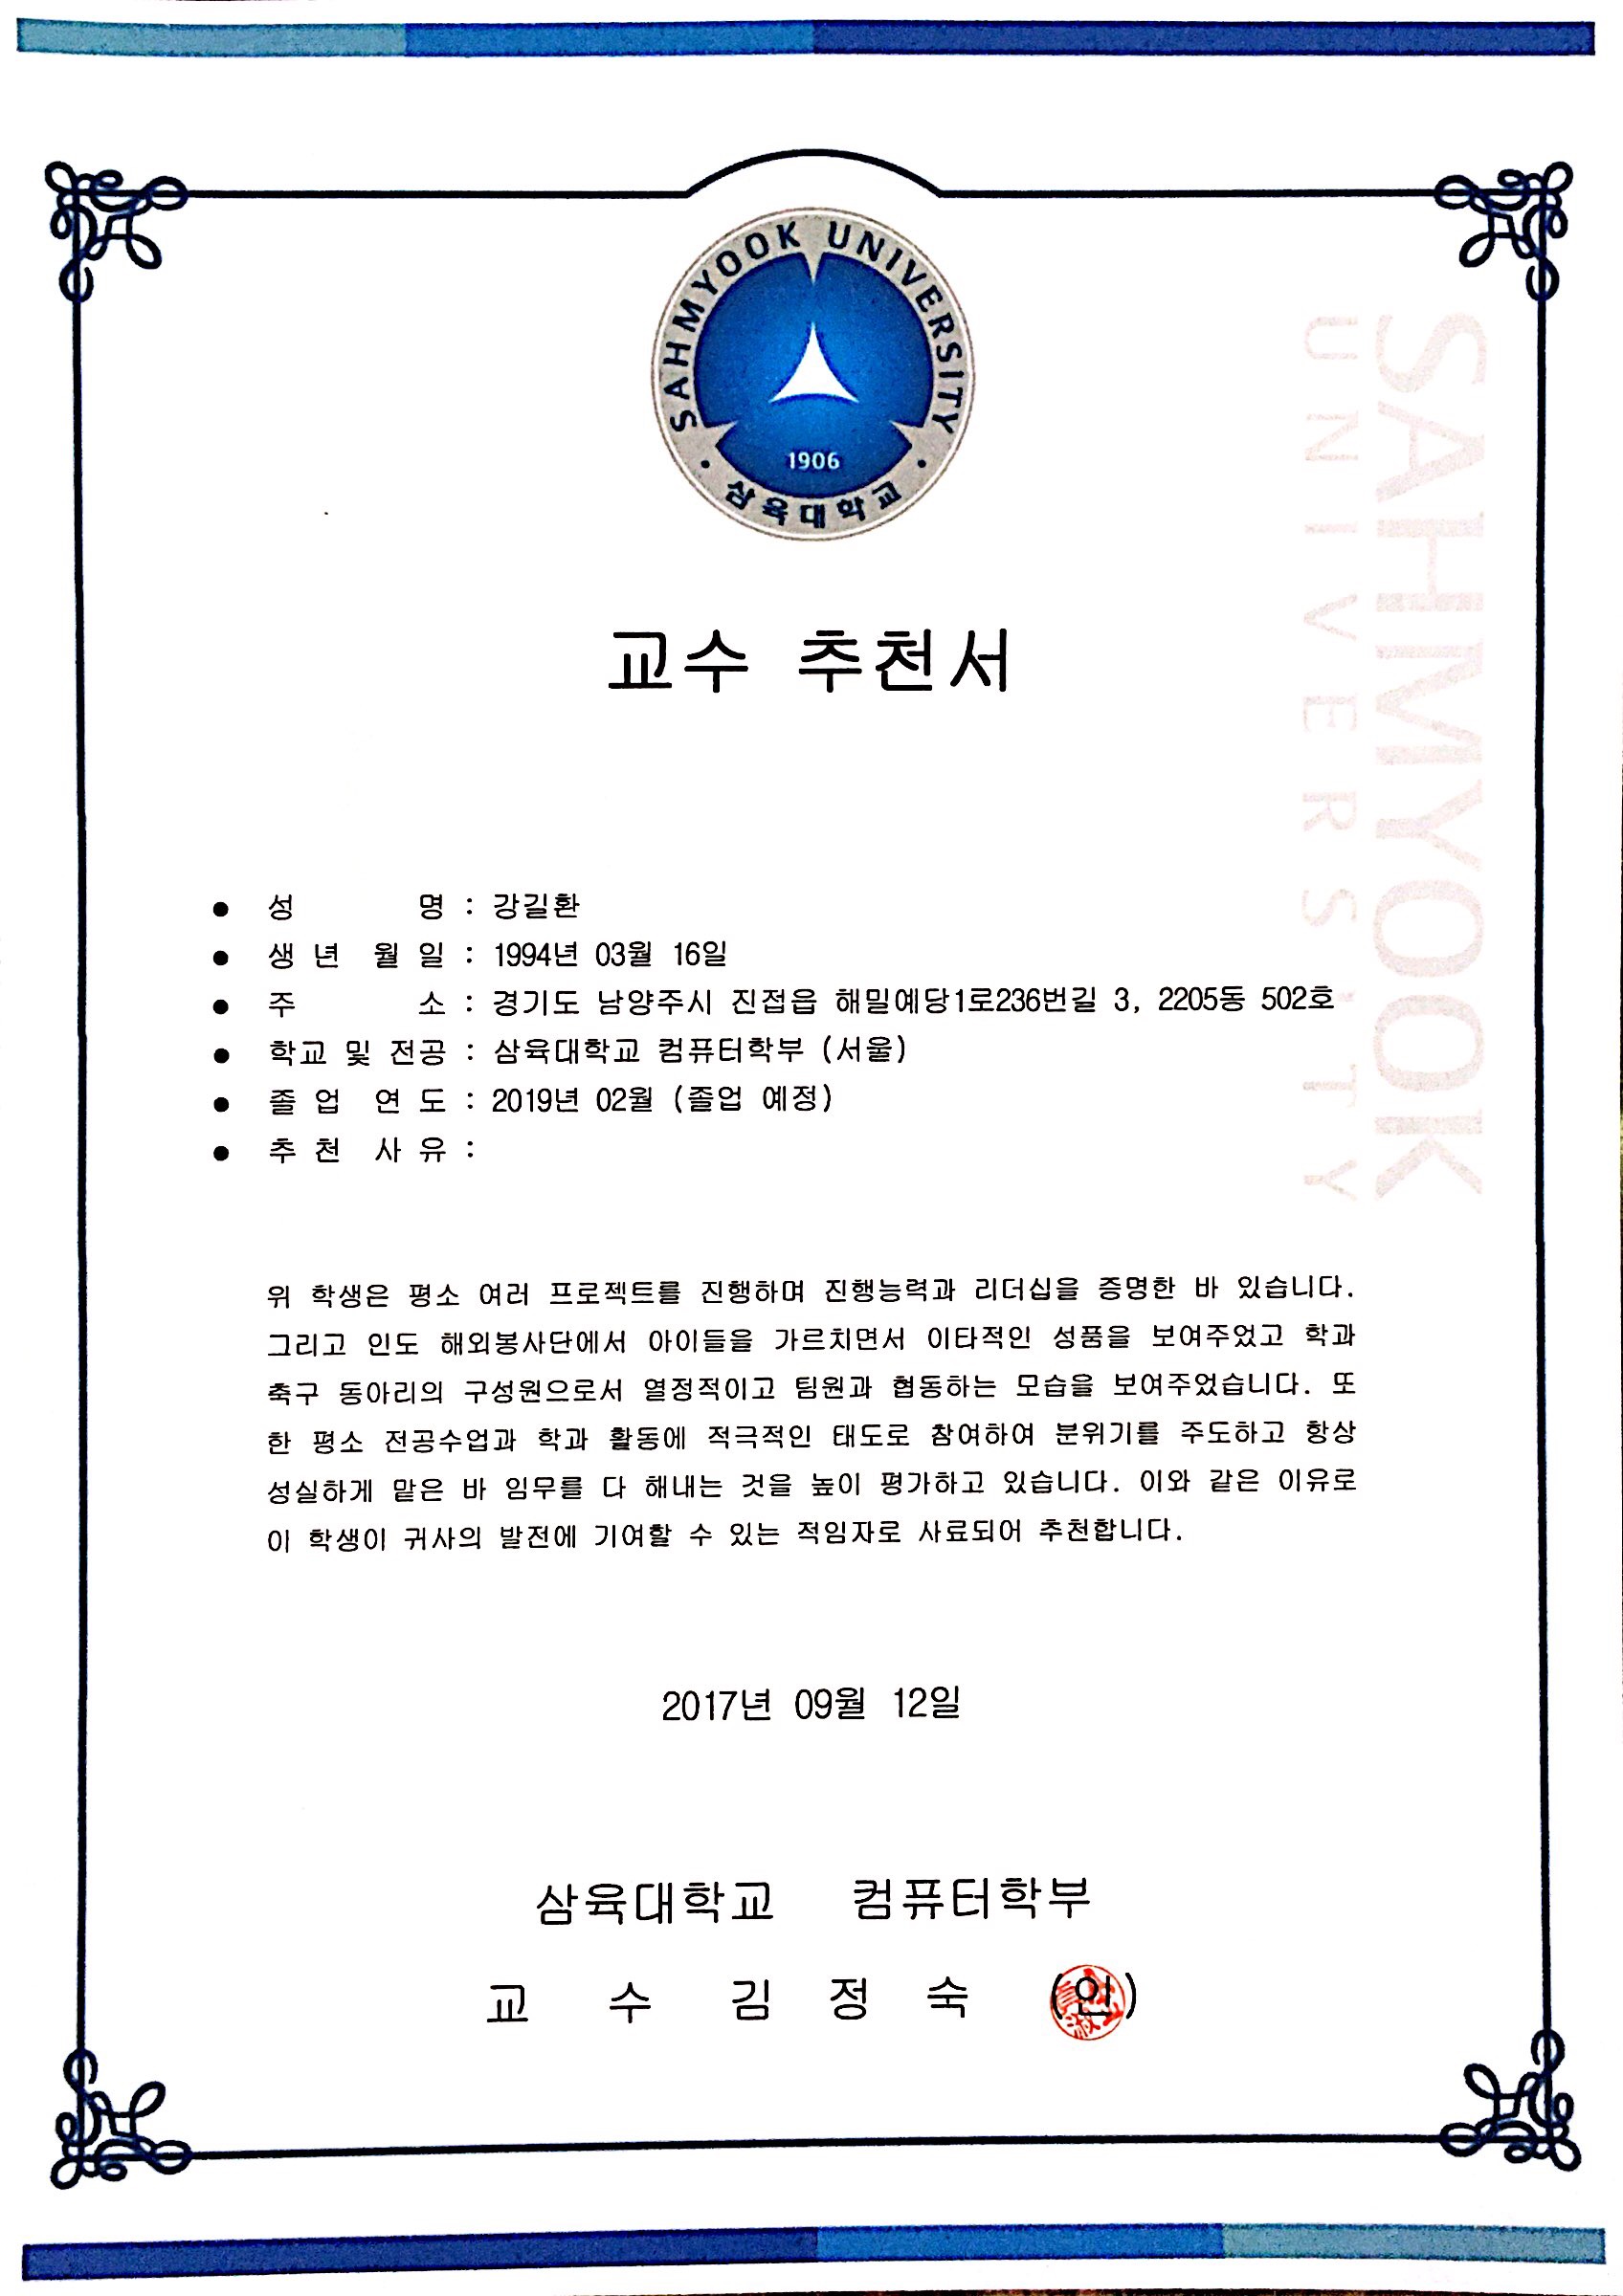 SAHMYOOK UNIVERSITY
1906
삼육대학교
SAHMYOOK
UNIVERSITY
교수 추천서
● 성 명 : 강길환
● 생 년 월 일 : 1994년 03월 16일
● 주 소 : 경기도 남양주시 진접읍 해밀예당1로236번길 3, 2205동 502호
● 학교 및 전공 : 삼육대학교 컴퓨터학부 (서울)
● 졸 업 연 도 : 2019년 02월 (졸업 예정)
● 추 천 사 유 :
위 학생은 평소 여러 프로젝트를 진행하며 진행능력과 리더십을 증명한 바 있습니다.
그리고 인도 해외봉사단에서 아이들을 가르치면서 이타적인 성품을 보여주었고 학과
축구 동아리의 구성원으로서 열정적이고 팀원과 협동하는 모습을 보여주었습니다. 또
한 평소 전공수업과 학과 활동에 적극적인 태도로 참여하여 분위기를 주도하고 항상
성실하게 맡은 바 임무를 다 해내는 것을 높이 평가하고 있습니다. 이와 같은 이유로
이 학생이 귀사의 발전에 기여할 수 있는 적임자로 사료되어 추천합니다.
2017년 09월 12일
삼육대학교 컴퓨터학부
교 수 김 정 숙 (인)